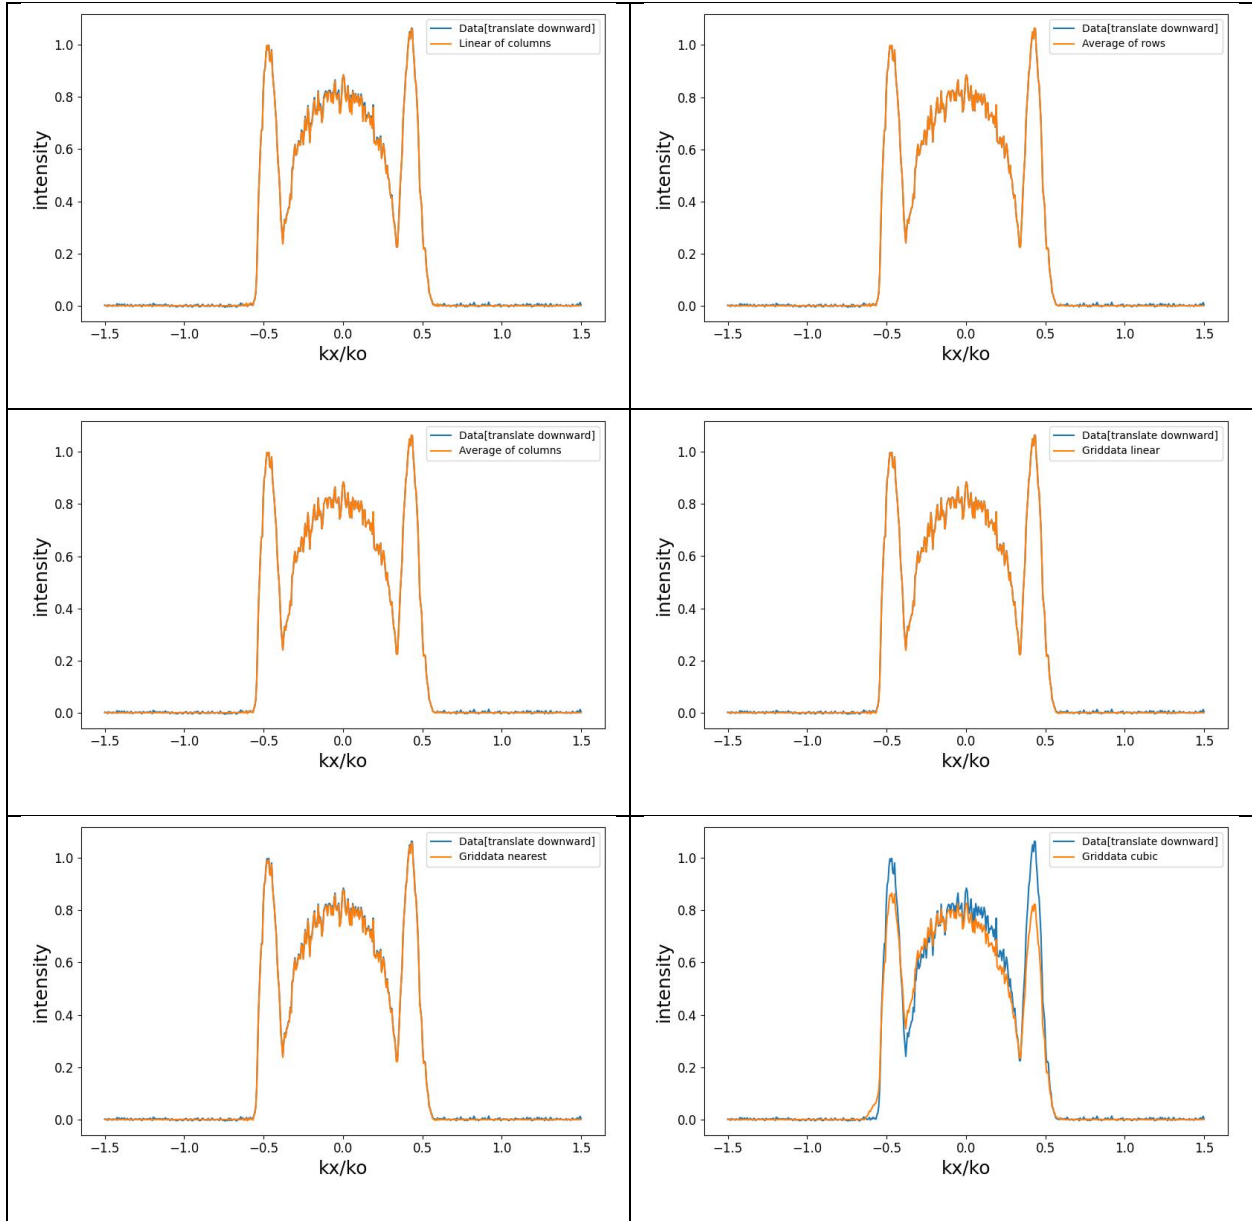 Data[translate downward]
Linear of columns
1.0
0.8
0.6
0.4
0.2
0.0
intensity
−1.5 −1.0 −0.5 0.0 0.5 1.0 1.5
kx/ko
Data[translate downward]
Average of rows
1.0
0.8
0.6
0.4
0.2
0.0
intensity
−1.5 −1.0 −0.5 0.0 0.5 1.0 1.5
kx/ko
Data[translate downward]
Average of columns
1.0
0.8
0.6
0.4
0.2
0.0
intensity
−1.5 −1.0 −0.5 0.0 0.5 1.0 1.5
kx/ko
Data[translate downward]
Griddata linear
1.0
0.8
0.6
0.4
0.2
0.0
intensity
−1.5 −1.0 −0.5 0.0 0.5 1.0 1.5
kx/ko
Data[translate downward]
Griddata nearest
1.0
0.8
0.6
0.4
0.2
0.0
intensity
−1.5 −1.0 −0.5 0.0 0.5 1.0 1.5
kx/ko
Data[translate downward]
Griddata cubic
1.0
0.8
0.6
0.4
0.2
0.0
intensity
−1.5 −1.0 −0.5 0.0 0.5 1.0 1.5
kx/ko